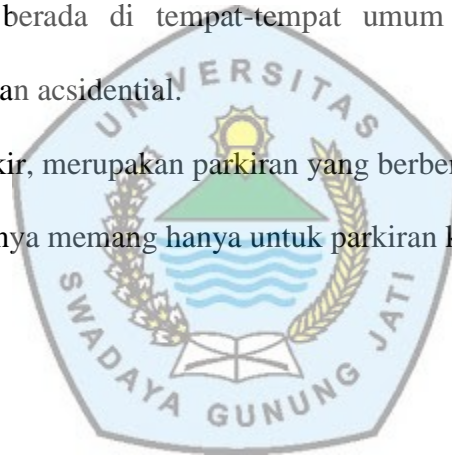 berada di tempat-tempat umum
an acsidential.
UNIVERSITAS
kir, merupakan parkiran yang berber
nya memang hanya untuk parkiran k
SWADAYA GUNUNG JATI